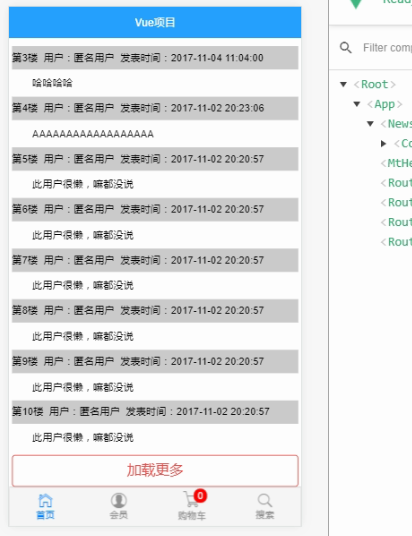 Vue项目
第3楼 用户：匿名用户 发表时间：2017-11-04 11:04:00
哈哈哈哈
第4楼 用户：匿名用户 发表时间：2017-11-02 20:23:06
AAAAAAAAAAAAAAAAAA
第5楼 用户：匿名用户 发表时间：2017-11-02 20:20:57
此用户很懒，嘛都没说
第6楼 用户：匿名用户 发表时间：2017-11-02 20:20:57
此用户很懒，嘛都没说
第7楼 用户：匿名用户 发表时间：2017-11-02 20:20:57
此用户很懒，嘛都没说
第8楼 用户：匿名用户 发表时间：2017-11-02 20:20:57
此用户很懒，嘛都没说
第9楼 用户：匿名用户 发表时间：2017-11-02 20:20:57
此用户很懒，嘛都没说
第10楼 用户：匿名用户 发表时间：2017-11-02 20:20:57
此用户很懒，嘛都没说
加载更多
0
首页 会员 购物车 搜索
Filter com
<Root>
<App>
<News
<Co
<MtHe
<Rout
<Rout
<Rout
<Rout